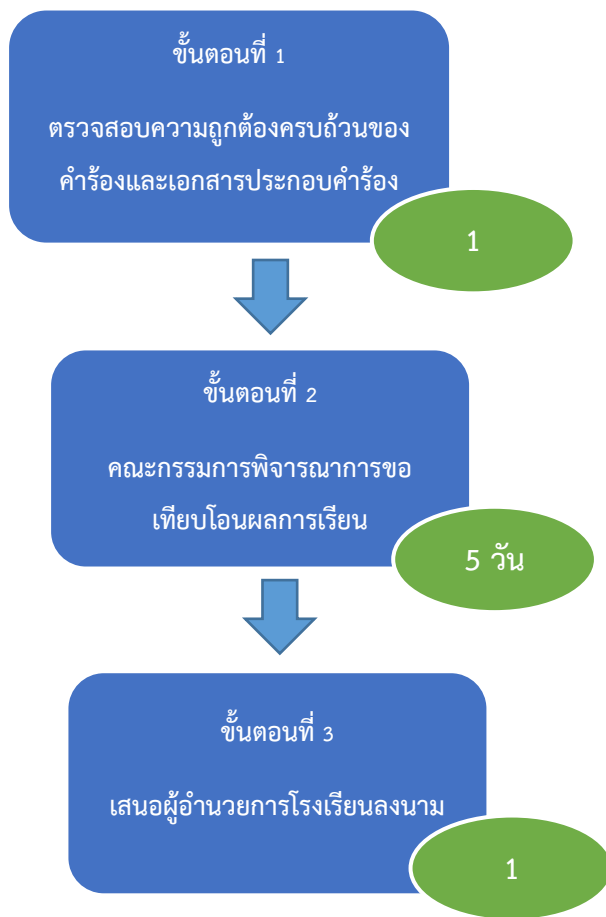 ขั้นตอนที่ 1
ตรวจสอบความถูกต้องครบถ้วนของ
คำร้องและเอกสารประกอบคำร้อง
1
ขั้นตอนที่ 2
คณะกรรมการพิจารณาการขอ
เทียบโอนผลการเรียน
5 วัน
ขั้นตอนที่ 3
เสนอผู้อำนวยการโรงเรียนลงนาม
1